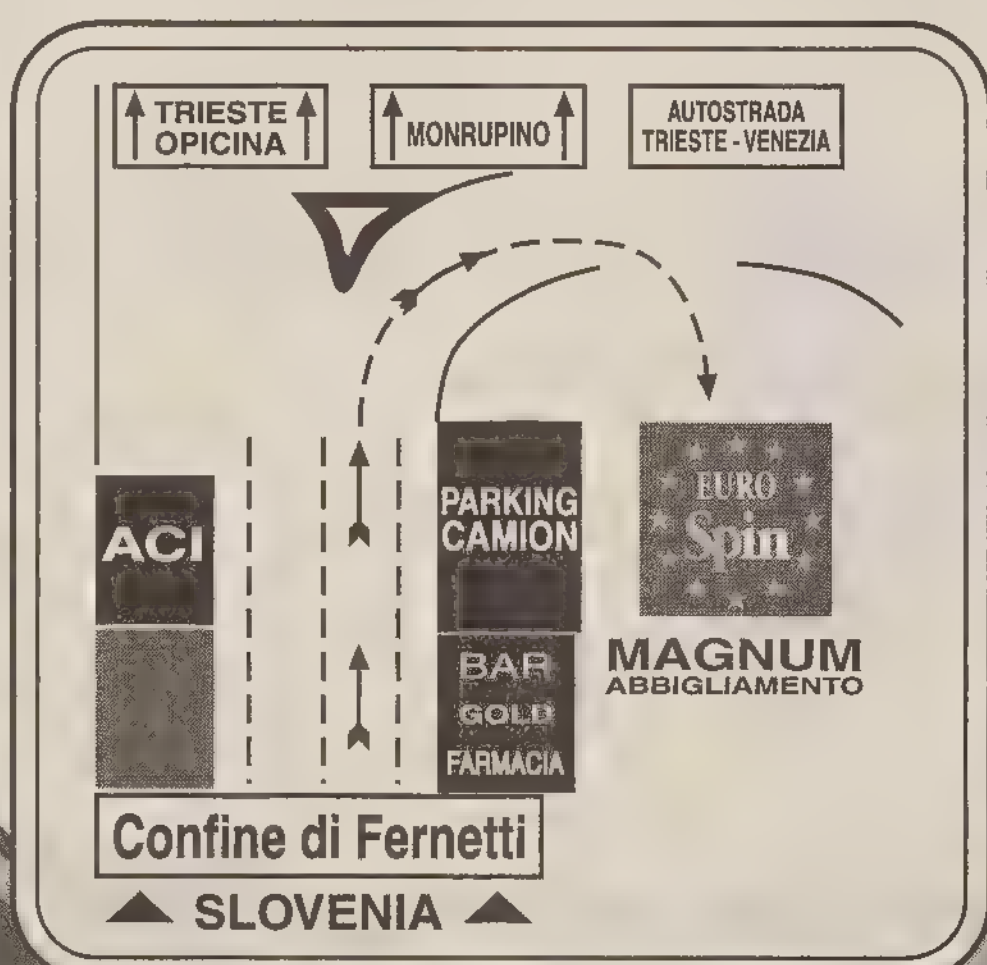 TRIESTE
OPICINA
MONRUPINO
AUTOSTRADA
TRIESTE - VENEZIA
ACI
PARKING
CAMION
EURO
Spin
BAR
GOLD
FARMACIA
MAGNUM
ABBIGLIAMENTO
Confine di Fernetti
SLOVENIA